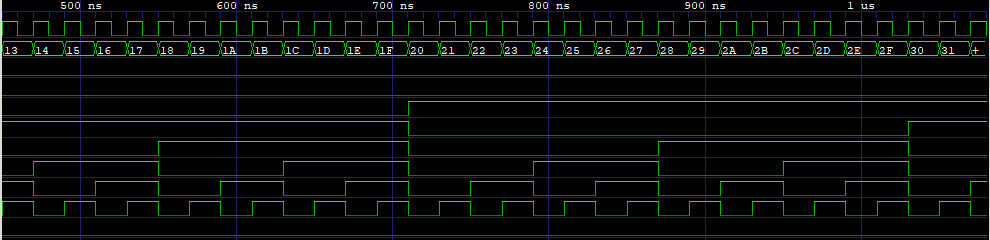 500 ns 600 ns 700 ns 800 ns 900 ns 1 us
13 14 15 16 17 18 19 1A 1B 1C 1D 1E 1F 20 21 22 23 24 25 26 27 28 29 2A 2B 2C 2D 2E 2F 30 31 +